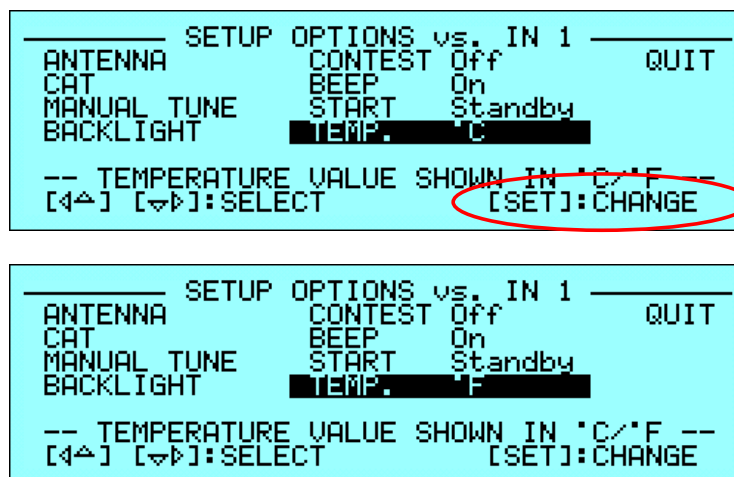 SETUP OPTIONS vs. IN 1
ANTENNA CONTEST Off QUIT
CAT BEEP On
MANUAL TUNE START Standby
BACKLIGHT TEMP. °C
-- TEMPERATURE VALUE SHOWN IN °C/°F --
[◁△] [▽▷]:SELECT [SET]:CHANGE
SETUP OPTIONS vs. IN 1
ANTENNA CONTEST Off QUIT
CAT BEEP On
MANUAL TUNE START Standby
BACKLIGHT TEMP. °F
-- TEMPERATURE VALUE SHOWN IN °C/°F --
[◁△] [▽▷]:SELECT [SET]:CHANGE